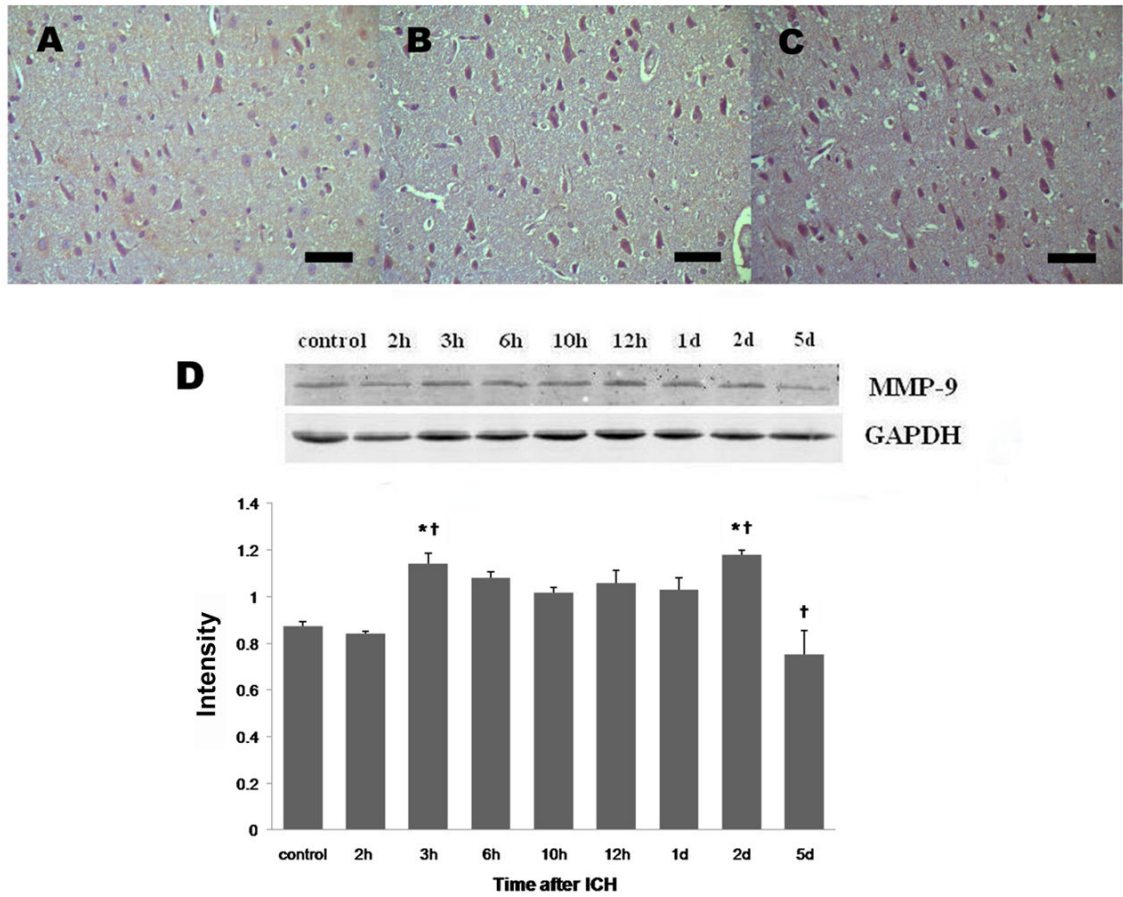 A B C
control 2h 3h 6h 10h 12h 1d 2d 5d
D
MMP-9
GAPDH
1.4
1.2
1
0.8
0.6
0.4
0.2
0
Intensity
*†
*†
†
control 2h 3h 6h 10h 12h 1d 2d 5d
Time after ICH